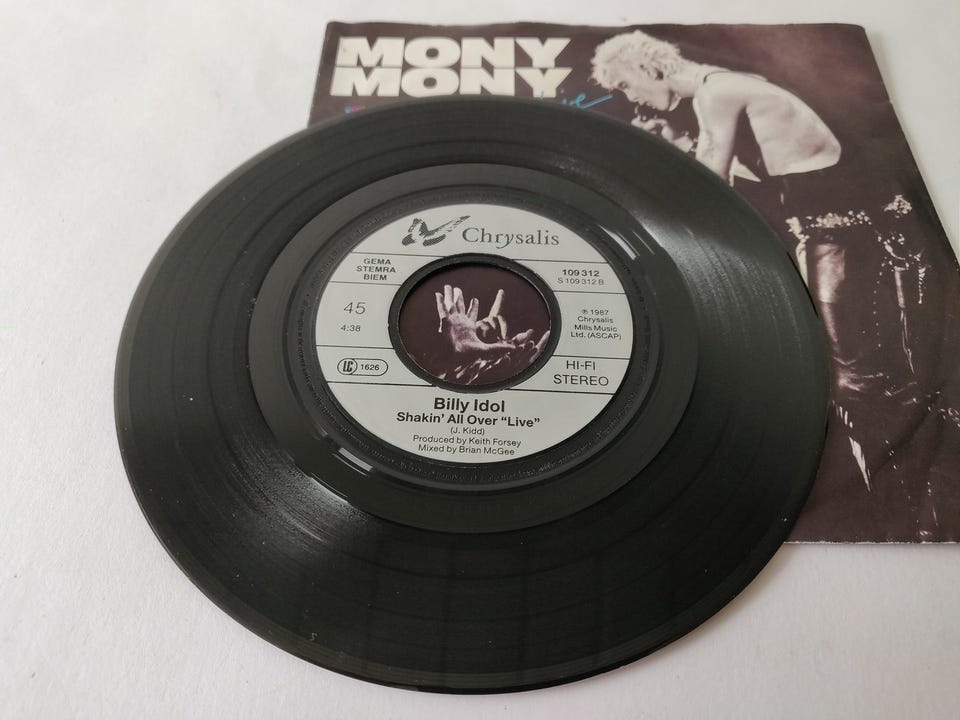 MONY
MONY
live
Chrysalis
GEMA
STEMRA
BIEM
109 312
S 109 312 B
45
4:38
℗ 1987
Chrysalis
Mills Music
Ltd. (ASCAP)
LC 1626
HI-FI
STEREO
Billy Idol
Shakin' All Over "Live"
(J. Kidd)
Produced by Keith Forsey
Mixed by Brian McGee